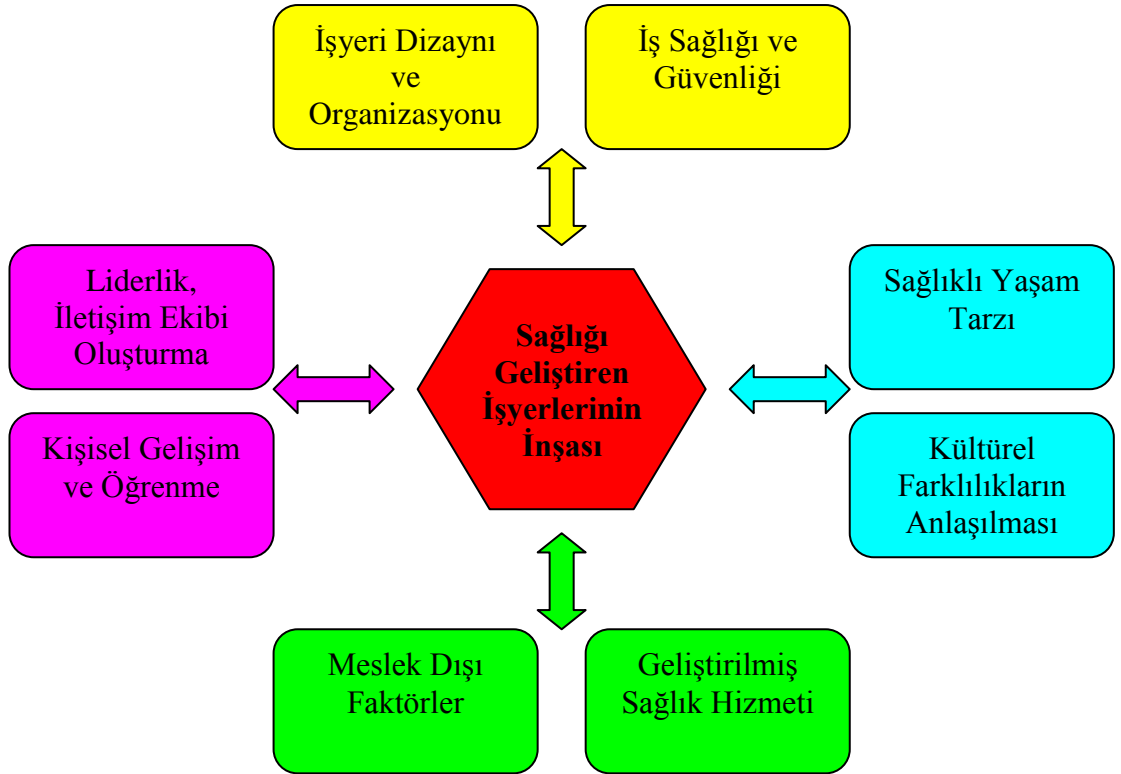 İşyeri Dizaynı
ve
Organizasyonu
İş Sağlığı ve
Güvenliği
Liderlik,
İletişim Ekibi
Oluşturma
Sağlığı
Geliştiren
İşyerlerinin
İnşası
Sağlıklı Yaşam
Tarzı
Kişisel Gelişim
ve Öğrenme
Kültürel
Farklılıkların
Anlaşılması
Meslek Dışı
Faktörler
Geliştirilmiş
Sağlık Hizmeti